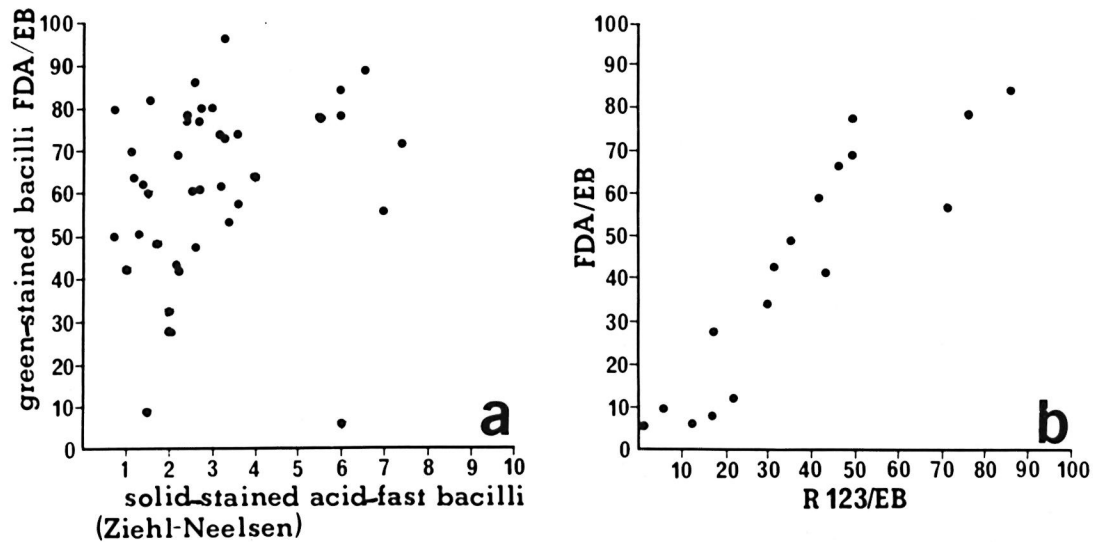 green-stained bacilli FDA/EB
100
90
80
70
60
50
40
30
20
10
0
1 2 3 4 5 6 7 8 9 10
solid-stained acid-fast bacilli
(Ziehl-Neelsen)
a
FDA/EB
100
90
80
70
60
50
40
30
20
10
0
10 20 30 40 50 60 70 80 90 100
R 123/EB
b